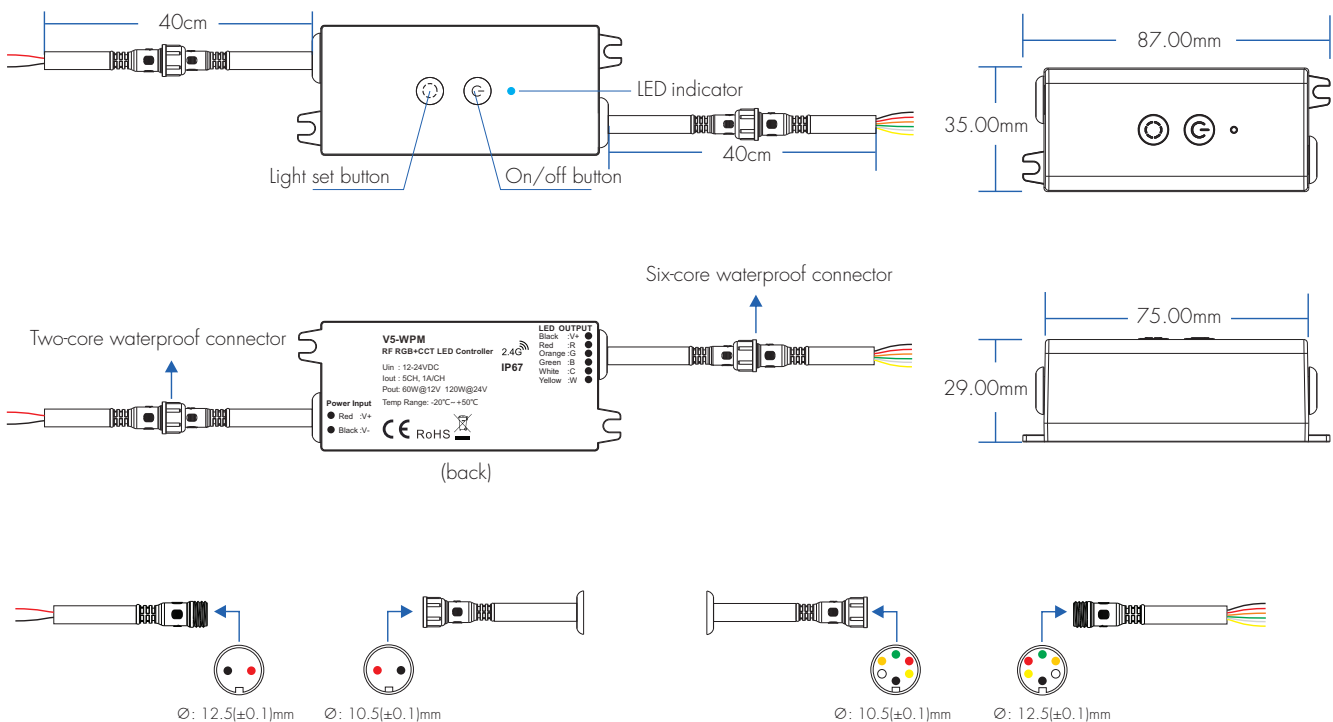 40cm
87.00mm
LED indicator
35.00mm
40cm
Light set button
On/off button
Six-core waterproof connector
Two-core waterproof connector
75.00mm
29.00mm
V5-WPM
RF RGB+CCT LED Controller
2.4G
IP67
Uin : 12-24VDC
Iout : 5CH, 1A/CH
Pout: 60W@12V 120W@24V
Temp Range: -20℃~+50℃
LED OUTPUT
Black :V+
Red :R
Orange :G
Green :B
White :C
Yellow :W
Power Input
Red :V+
Black :V-
CE RoHS
(back)
Ø: 12.5(±0.1)mm
Ø: 10.5(±0.1)mm
Ø: 10.5(±0.1)mm
Ø: 12.5(±0.1)mm